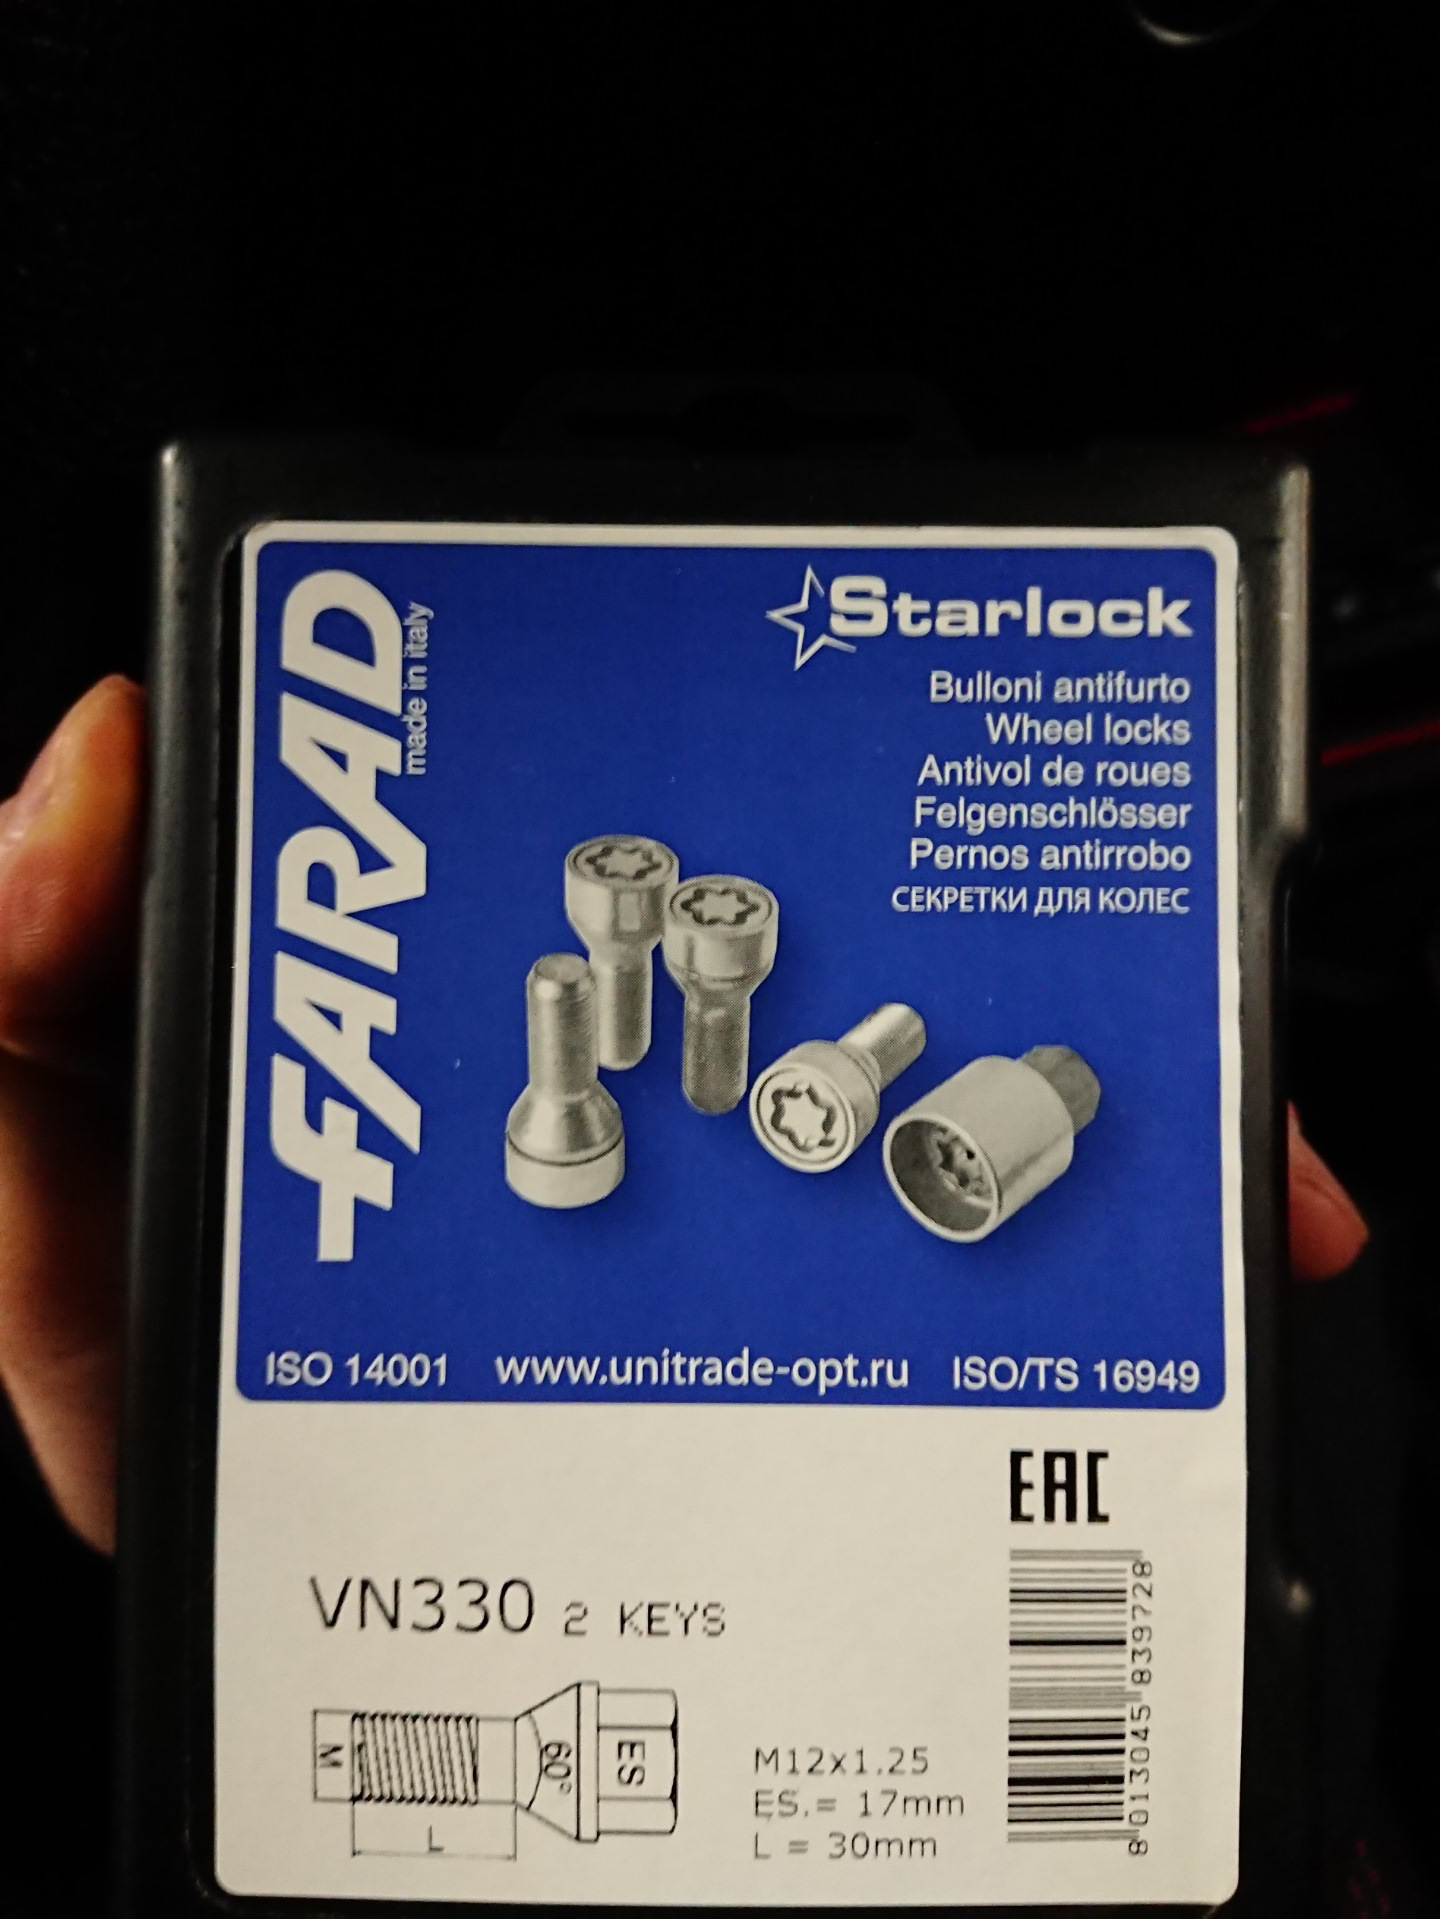 FARAD
made in italy
Starlock
Bulloni antifurto
Wheel locks
Antivol de roues
Felgenschlösser
Pernos antirrobo
СЕКРЕТКИ ДЛЯ КОЛЕС
ISO 14001 www.unitrade-opt.ru ISO/TS 16949
EAC
VN330 2 KEYS
M
L
60°
ES
M12x1.25
ES.= 17mm
L = 30mm
8 013045 839728